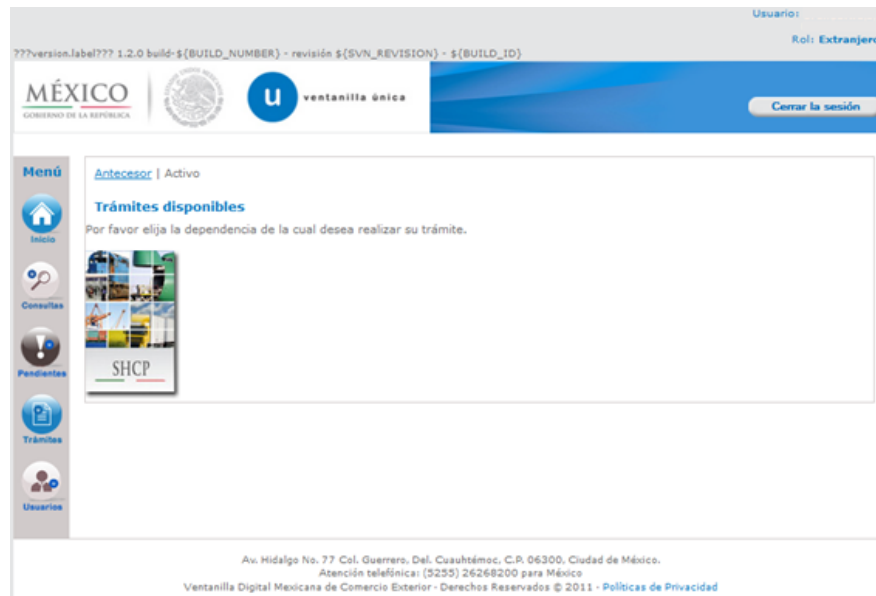 Usuario:
Rol: Extranjero
???version.label??? 1.2.0 build-${BUILD_NUMBER} - revisión ${SVN_REVISION} - ${BUILD_ID}
MÉXICO
GOBIERNO DE LA REPÚBLICA
u ventanilla única
Cerrar la sesión
Menú
Antecesor | Activo
Trámites disponibles
Por favor elija la dependencia de la cual desea realizar su trámite.
Inicio
Consultas
Pendientes
SHCP
Trámites
Usuarios
Av. Hidalgo No. 77 Col. Guerrero, Del. Cuauhtémoc, C.P. 06300, Ciudad de México.
Atención telefónica: (5255) 26268200 para México
Ventanilla Digital Mexicana de Comercio Exterior - Derechos Reservados © 2011 - Políticas de Privacidad